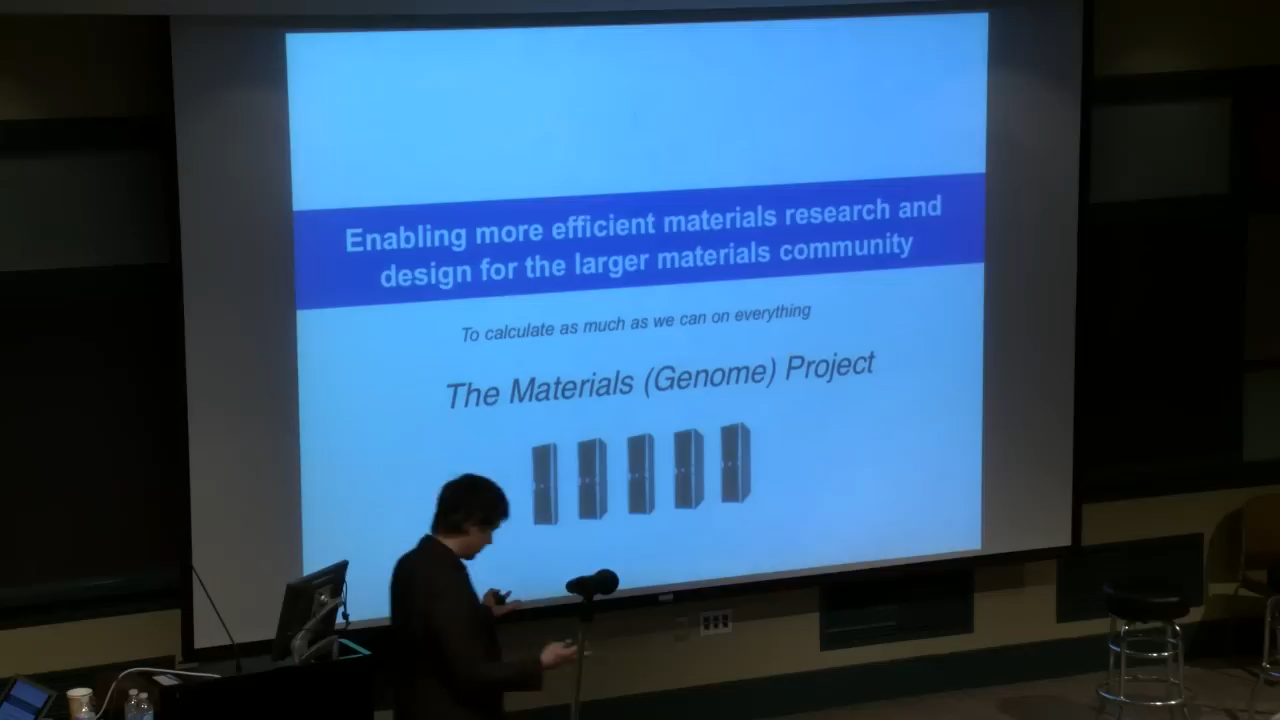 Enabling more efficient materials research and
design for the larger materials community
To calculate as much as we can on everything
The Materials (Genome) Project